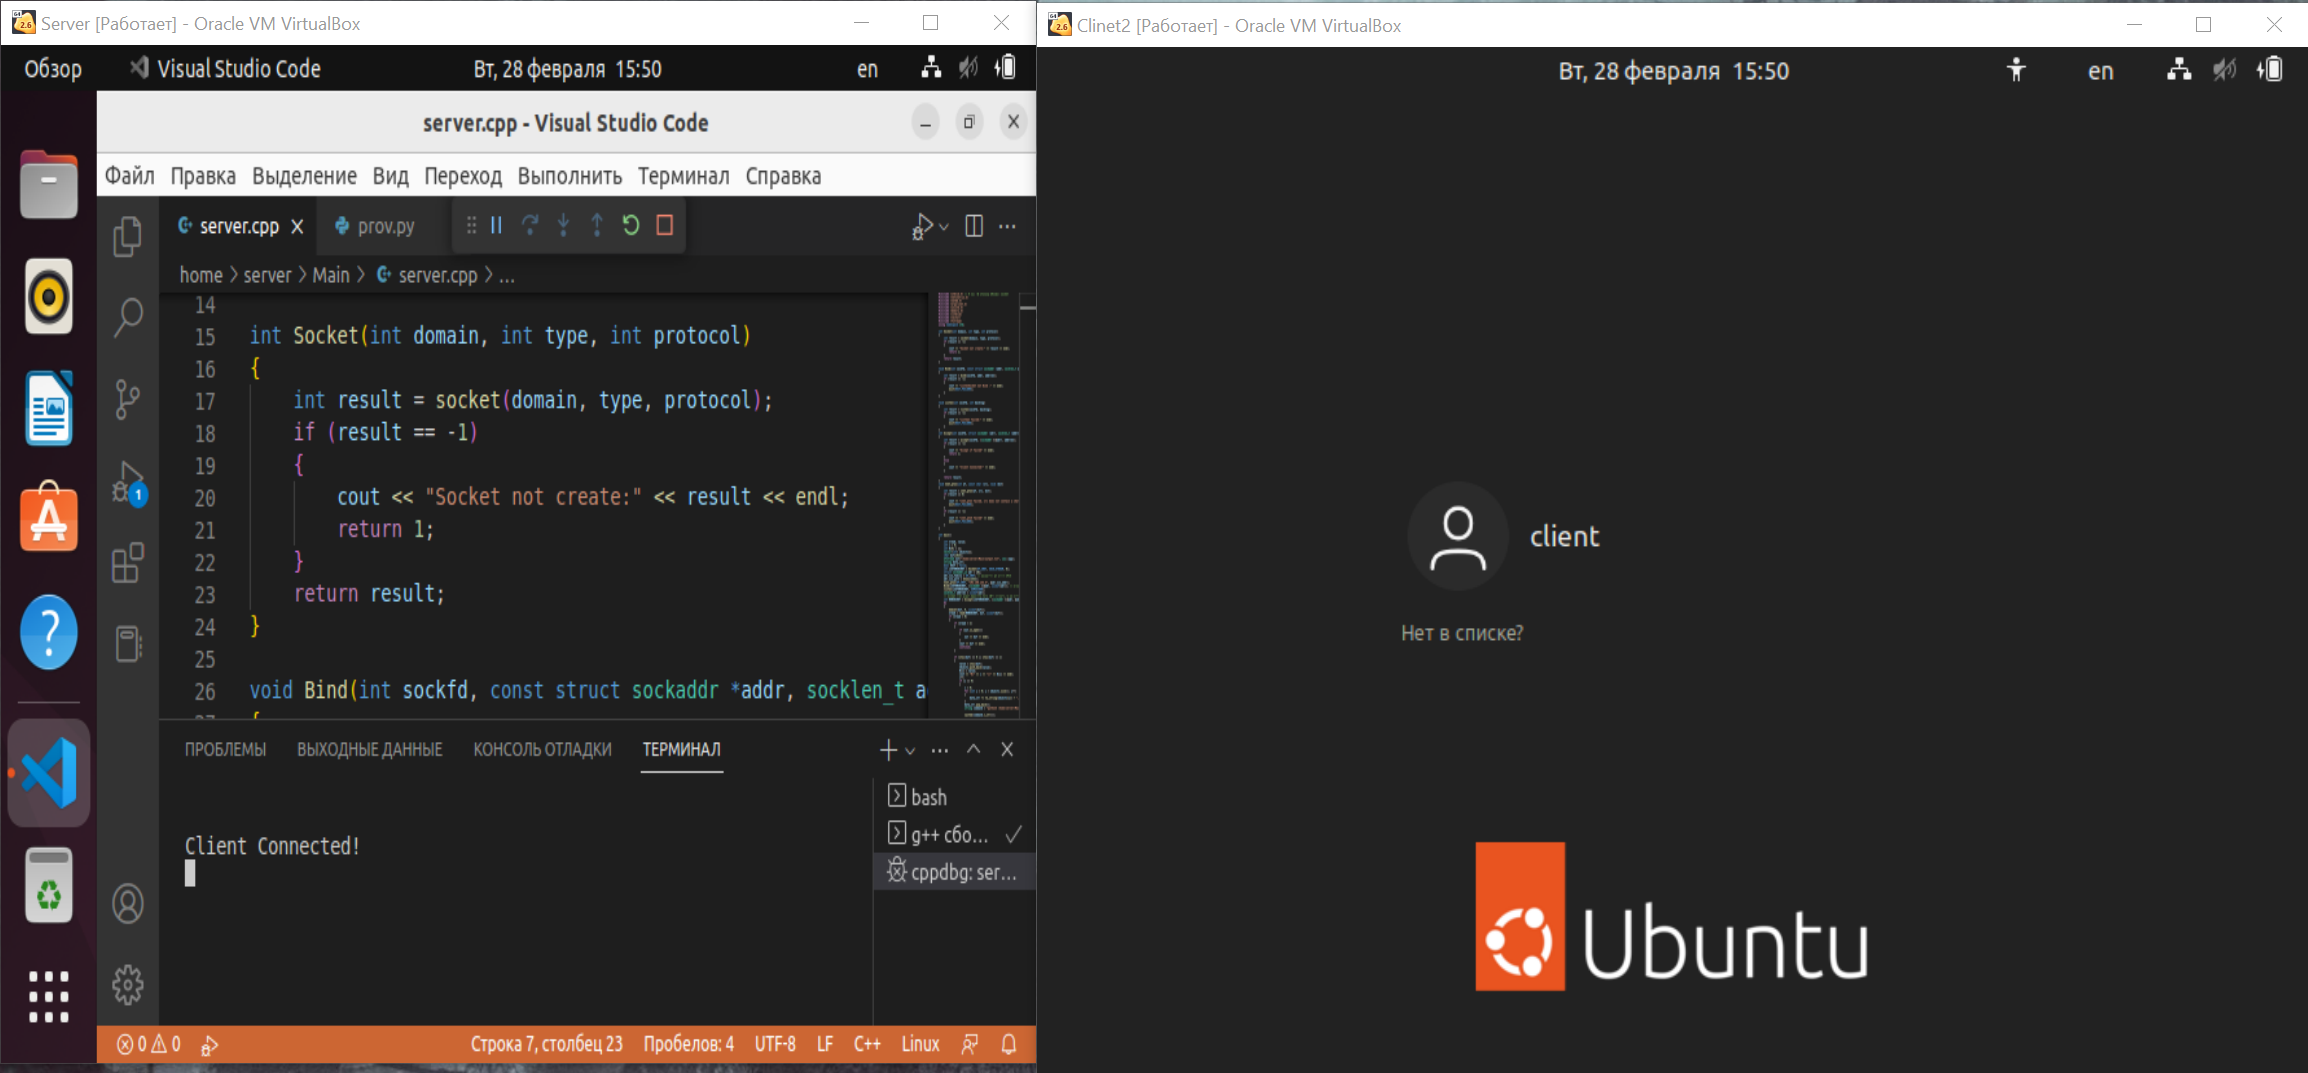 Server [Работает] - Oracle VM VirtualBox
Обзор Visual Studio Code Вт, 28 февраля 15:50 en
server.cpp - Visual Studio Code
Файл Правка Выделение Вид Переход Выполнить Терминал Справка
server.cpp prov.py
home > server > Main > server.cpp > ...
14
15 int Socket(int domain, int type, int protocol)
16 {
17 int result = socket(domain, type, protocol);
18 if (result == -1)
19 {
20 cout << "Socket not create:" << result << endl;
21 return 1;
22 }
23 return result;
24 }
25
26 void Bind(int sockfd, const struct sockaddr *addr, socklen_t a
27 {
1
ПРОБЛЕМЫ ВЫХОДНЫЕ ДАННЫЕ КОНСОЛЬ ОТЛАДКИ ТЕРМИНАЛ
Client Connected!
bash
g++ сбо...
cppdbg: ser...
0 0 Строка 7, столбец 23 Пробелов: 4 UTF-8 LF C++ Linux
Clinet2 [Работает] - Oracle VM VirtualBox
Вт, 28 февраля 15:50 en
client
Нет в списке?
Ubuntu